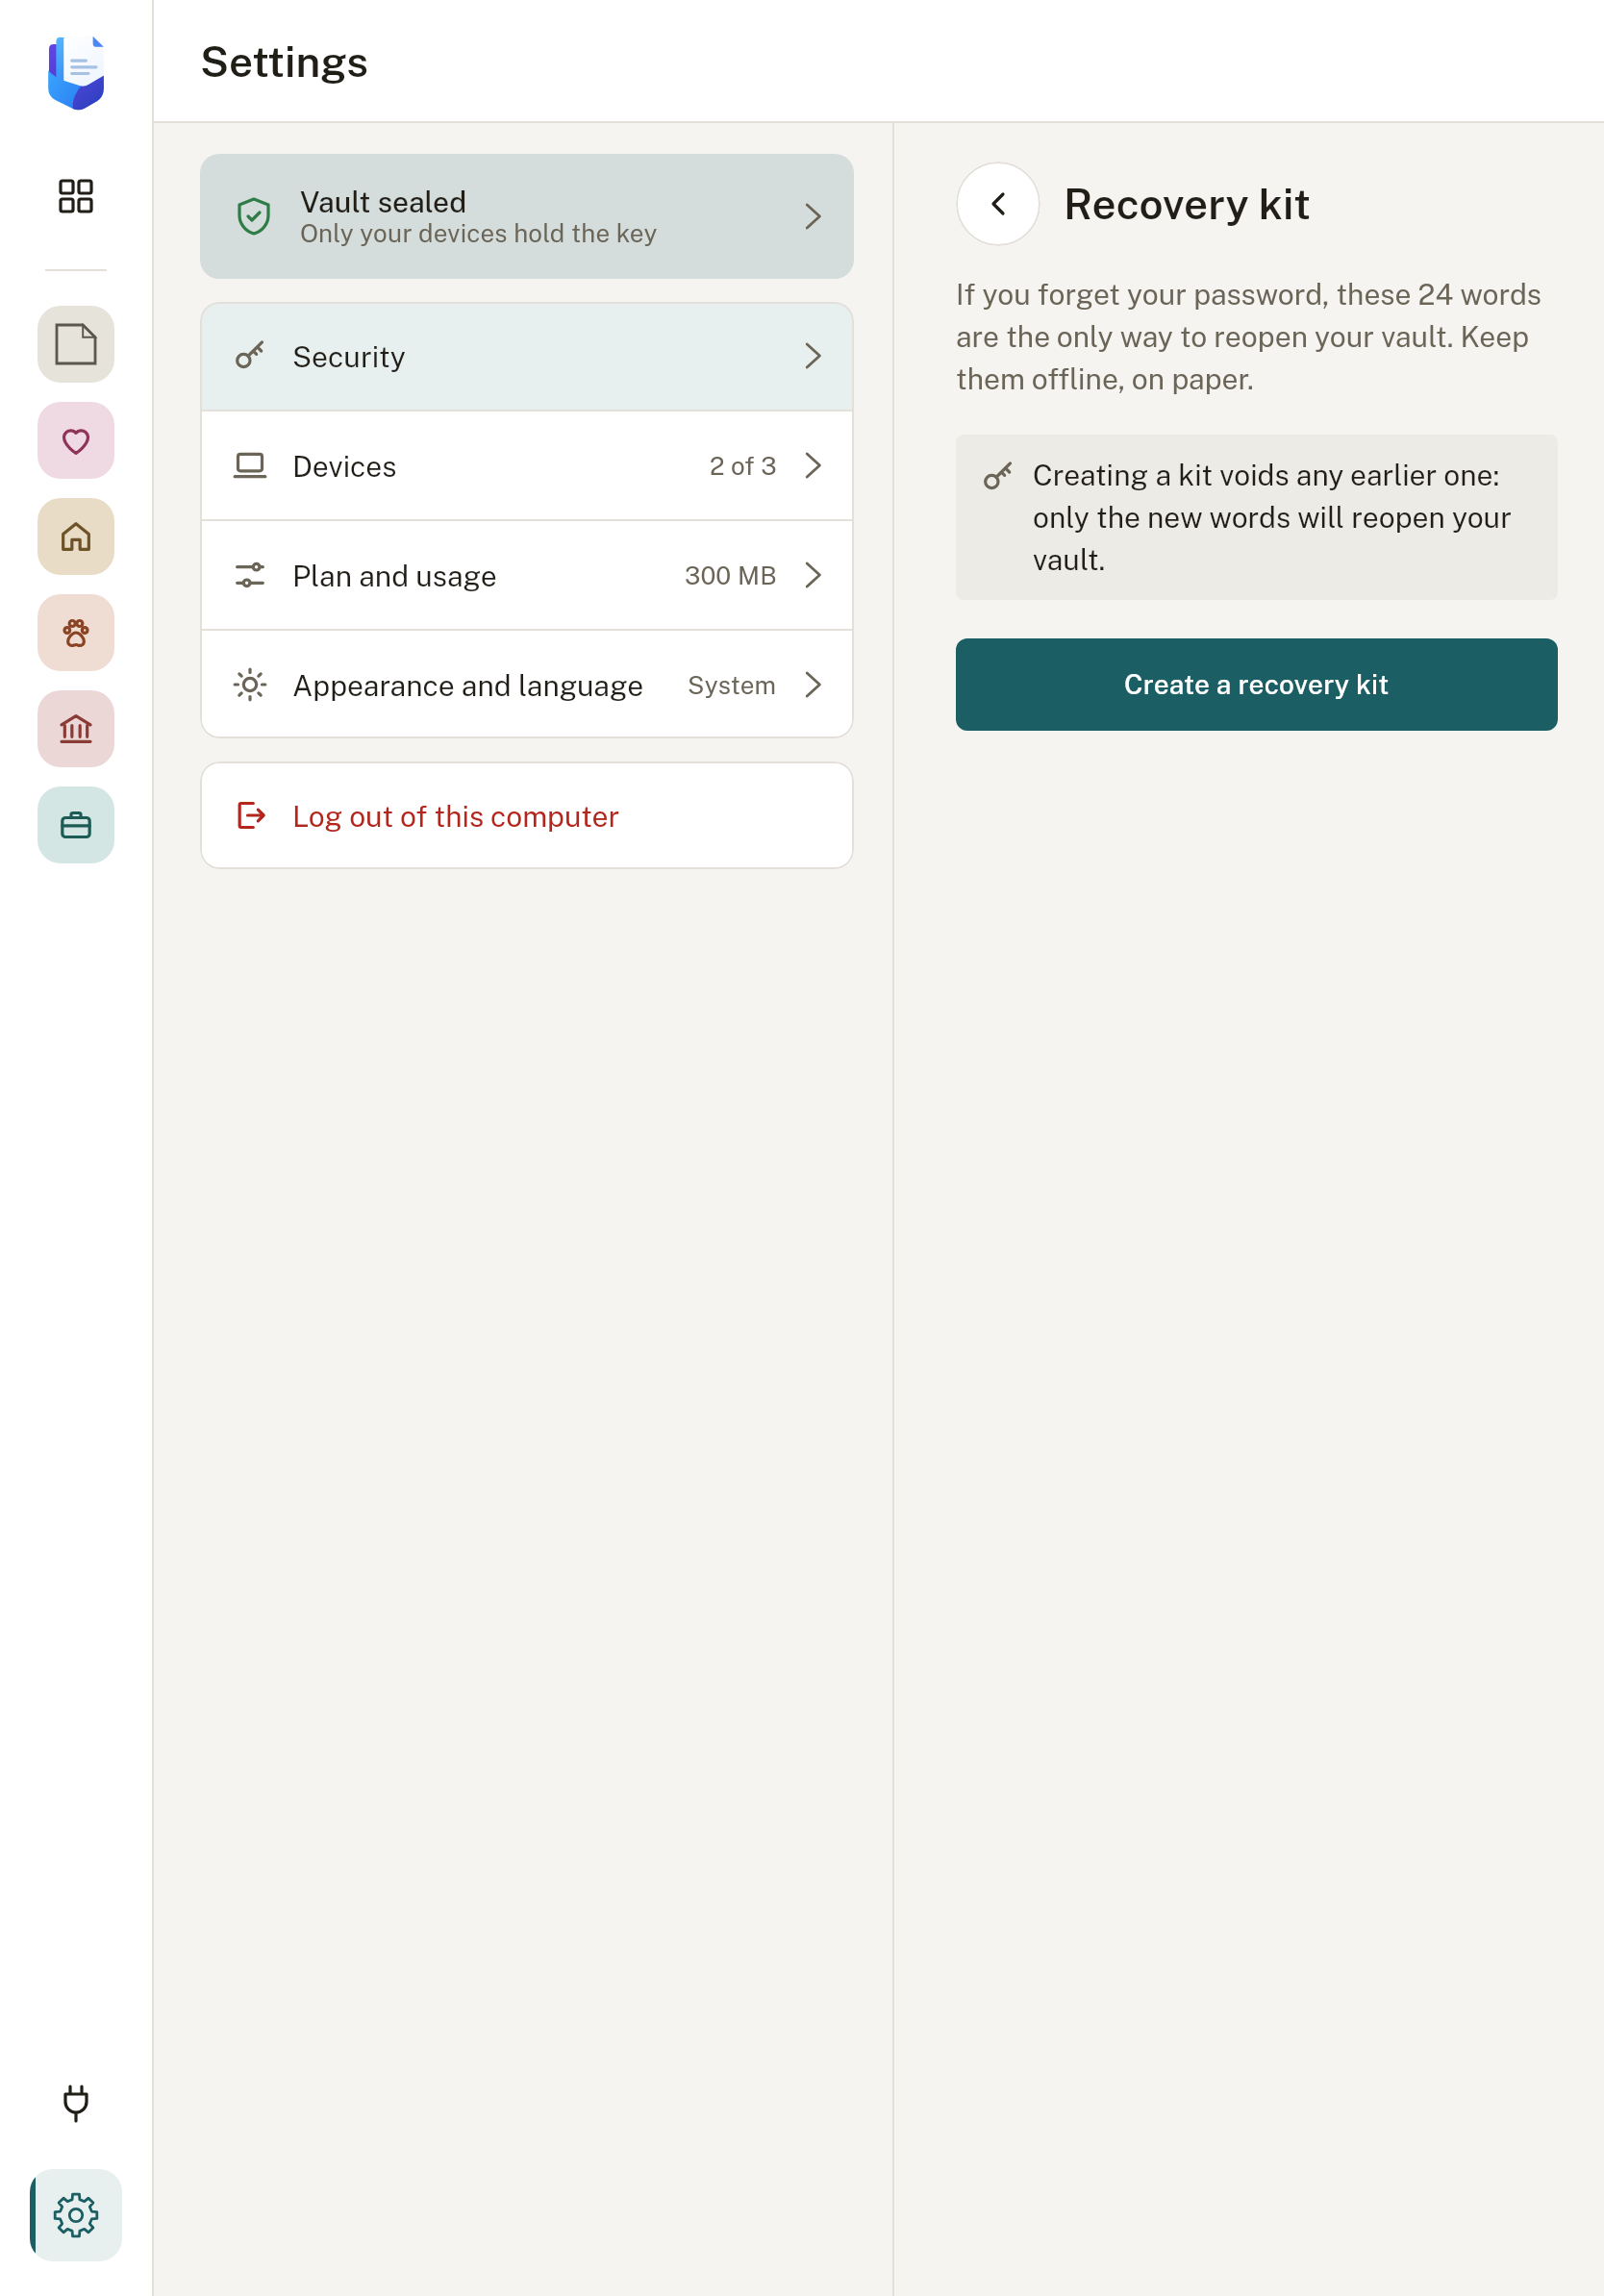 Settings
Vault sealed
Only your devices hold the key
Security
Devices
2 of 3
Plan and usage
300 MB
Appearance and language
System
Log out of this computer
Recovery kit
If you forget your password, these 24 words
are the only way to reopen your vault. Keep
them offline, on paper.
Creating a kit voids any earlier one:
only the new words will reopen your
vault.
Create a recovery kit